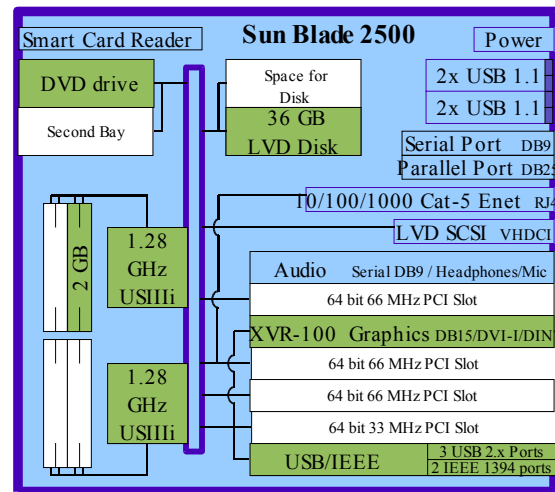 Smart Card Reader
Sun Blade 2500
Power
DVD drive
Second Bay
Space for
Disk
36 GB
LVD Disk
2x USB 1.1
2x USB 1.1
Serial Port DB9
Parallel Port DB25
10/100/1000 Cat-5 Enet RJ4
LVD SCSI VHDCI
2 GB
1.28
GHz
USIIIi
Audio Serial DB9 / Headphones/Mic
64 bit 66 MHz PCI Slot
XVR-100 Graphics DB15/DVI-I/DIN
64 bit 66 MHz PCI Slot
1.28
GHz
USIIIi
64 bit 66 MHz PCI Slot
64 bit 33 MHz PCI Slot
USB/IEEE
3 USB 2.x Ports
2 IEEE 1394 ports